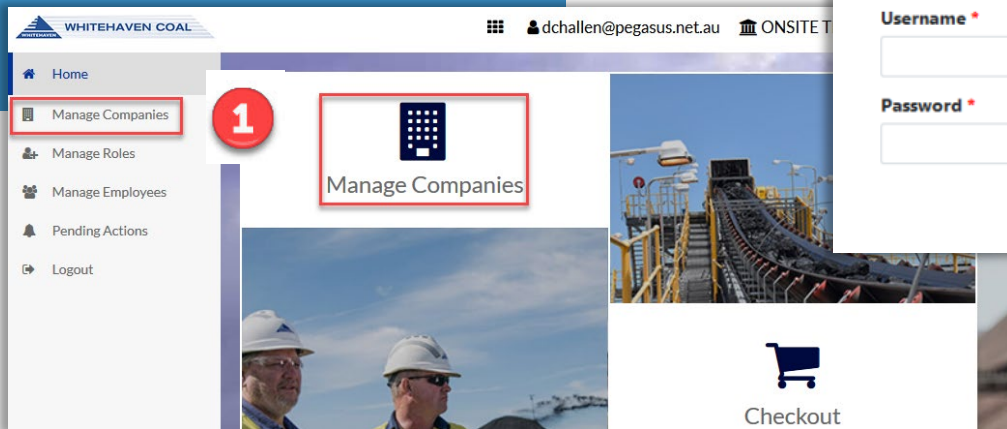 WHITEHAVEN COAL
WHITEHAVEN
dchallen@pegasus.net.au ONSITE T
Username *
Password *
Home
Manage Companies
Manage Roles
Manage Employees
Pending Actions
Logout
1
Manage Companies
Checkout